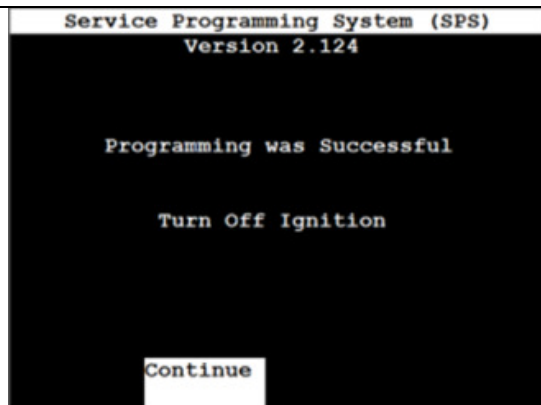 Service Programming System (SPS)
Version 2.124
Programming was Successful
Turn Off Ignition
Continue